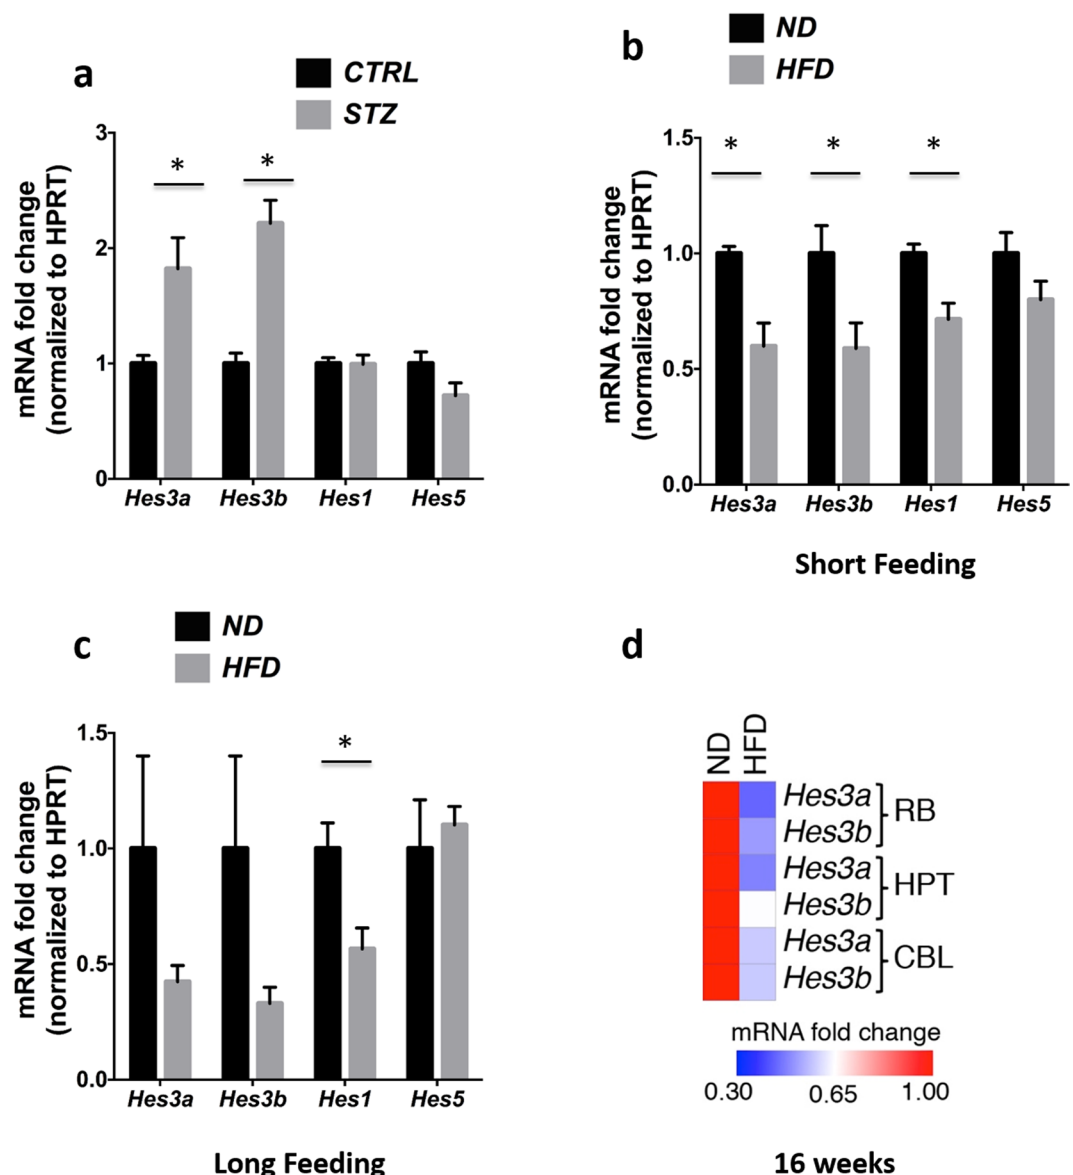 a
CTRL
STZ
mRNA fold change
(normalized to HPRT)
3
2
1
0
*
*
Hes3a Hes3b Hes1 Hes5
b
ND
HFD
mRNA fold change
(normalized to HPRT)
1.5
1.0
0.5
0.0
* * *
Hes3a Hes3b Hes1 Hes5
Short Feeding
c
ND
HFD
mRNA fold change
(normalized to HPRT)
1.5
1.0
0.5
0.0
*
Hes3a Hes3b Hes1 Hes5
Long Feeding
d
ND HFD
Hes3a
Hes3b
RB
Hes3a
Hes3b
HPT
Hes3a
Hes3b
CBL
mRNA fold change
0.30 0.65 1.00
16 weeks